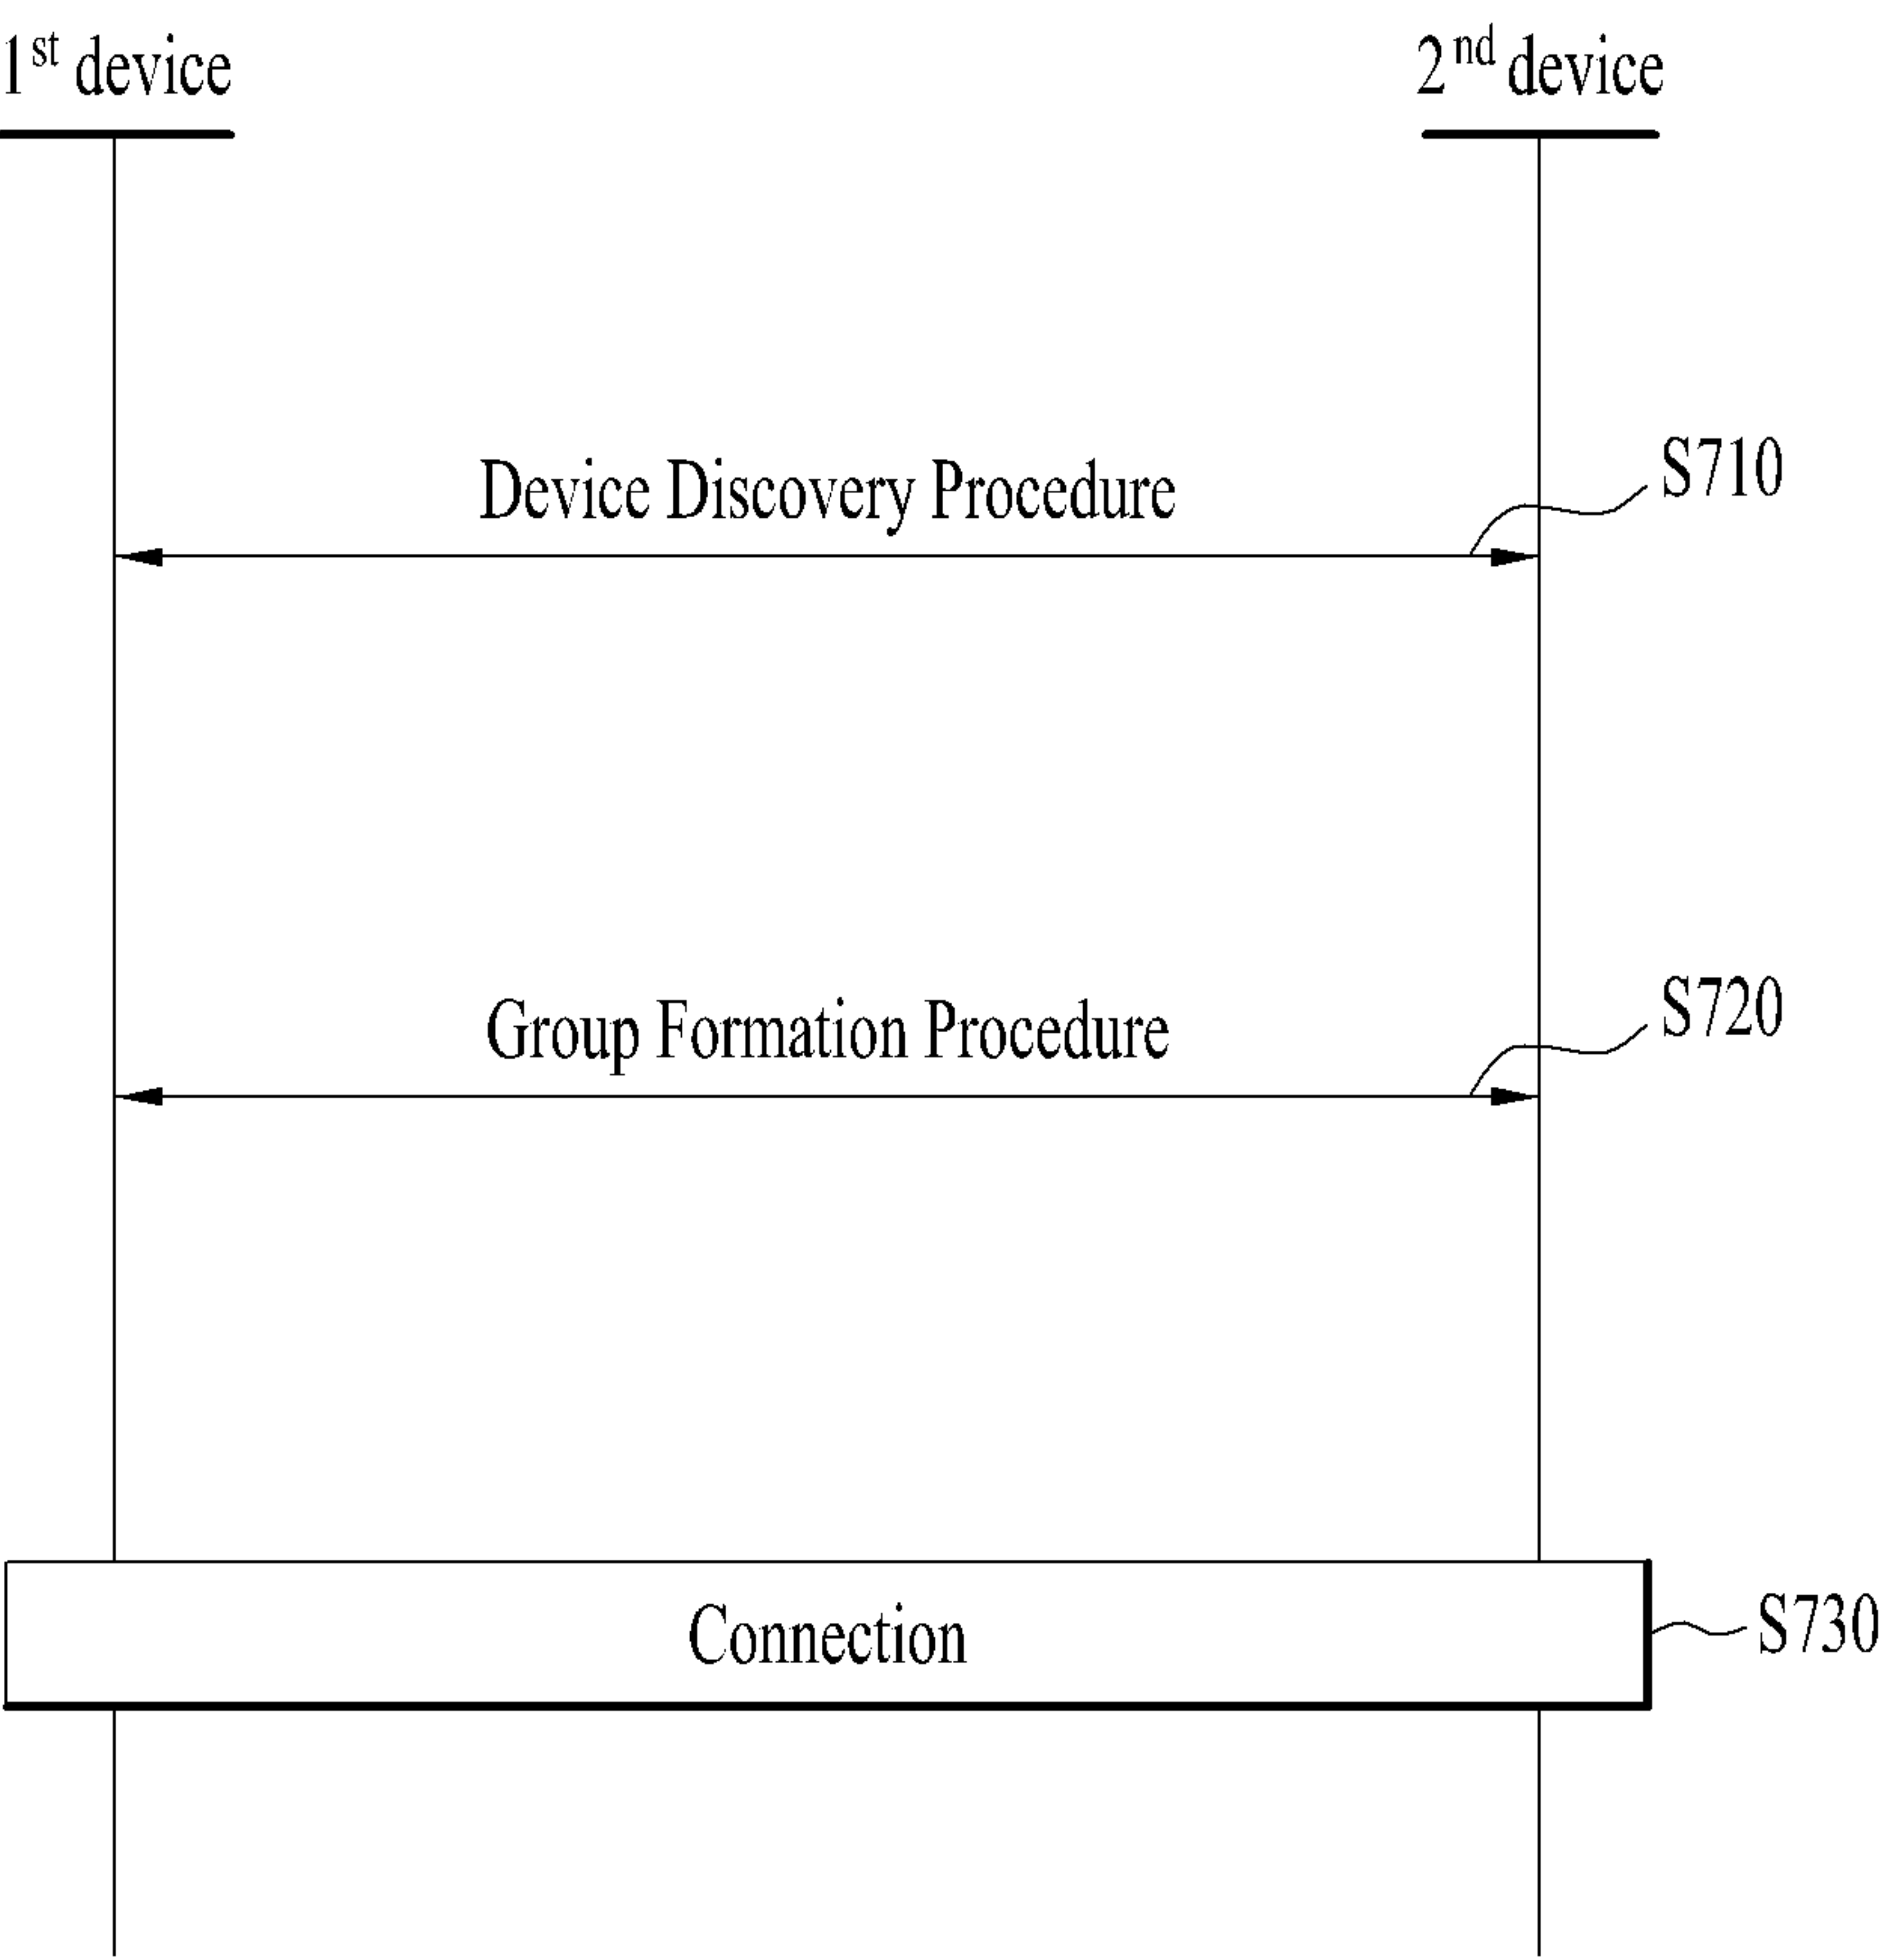 1st device
2nd device
S710
Device Discovery Procedure
S720
Group Formation Procedure
Connection
S730